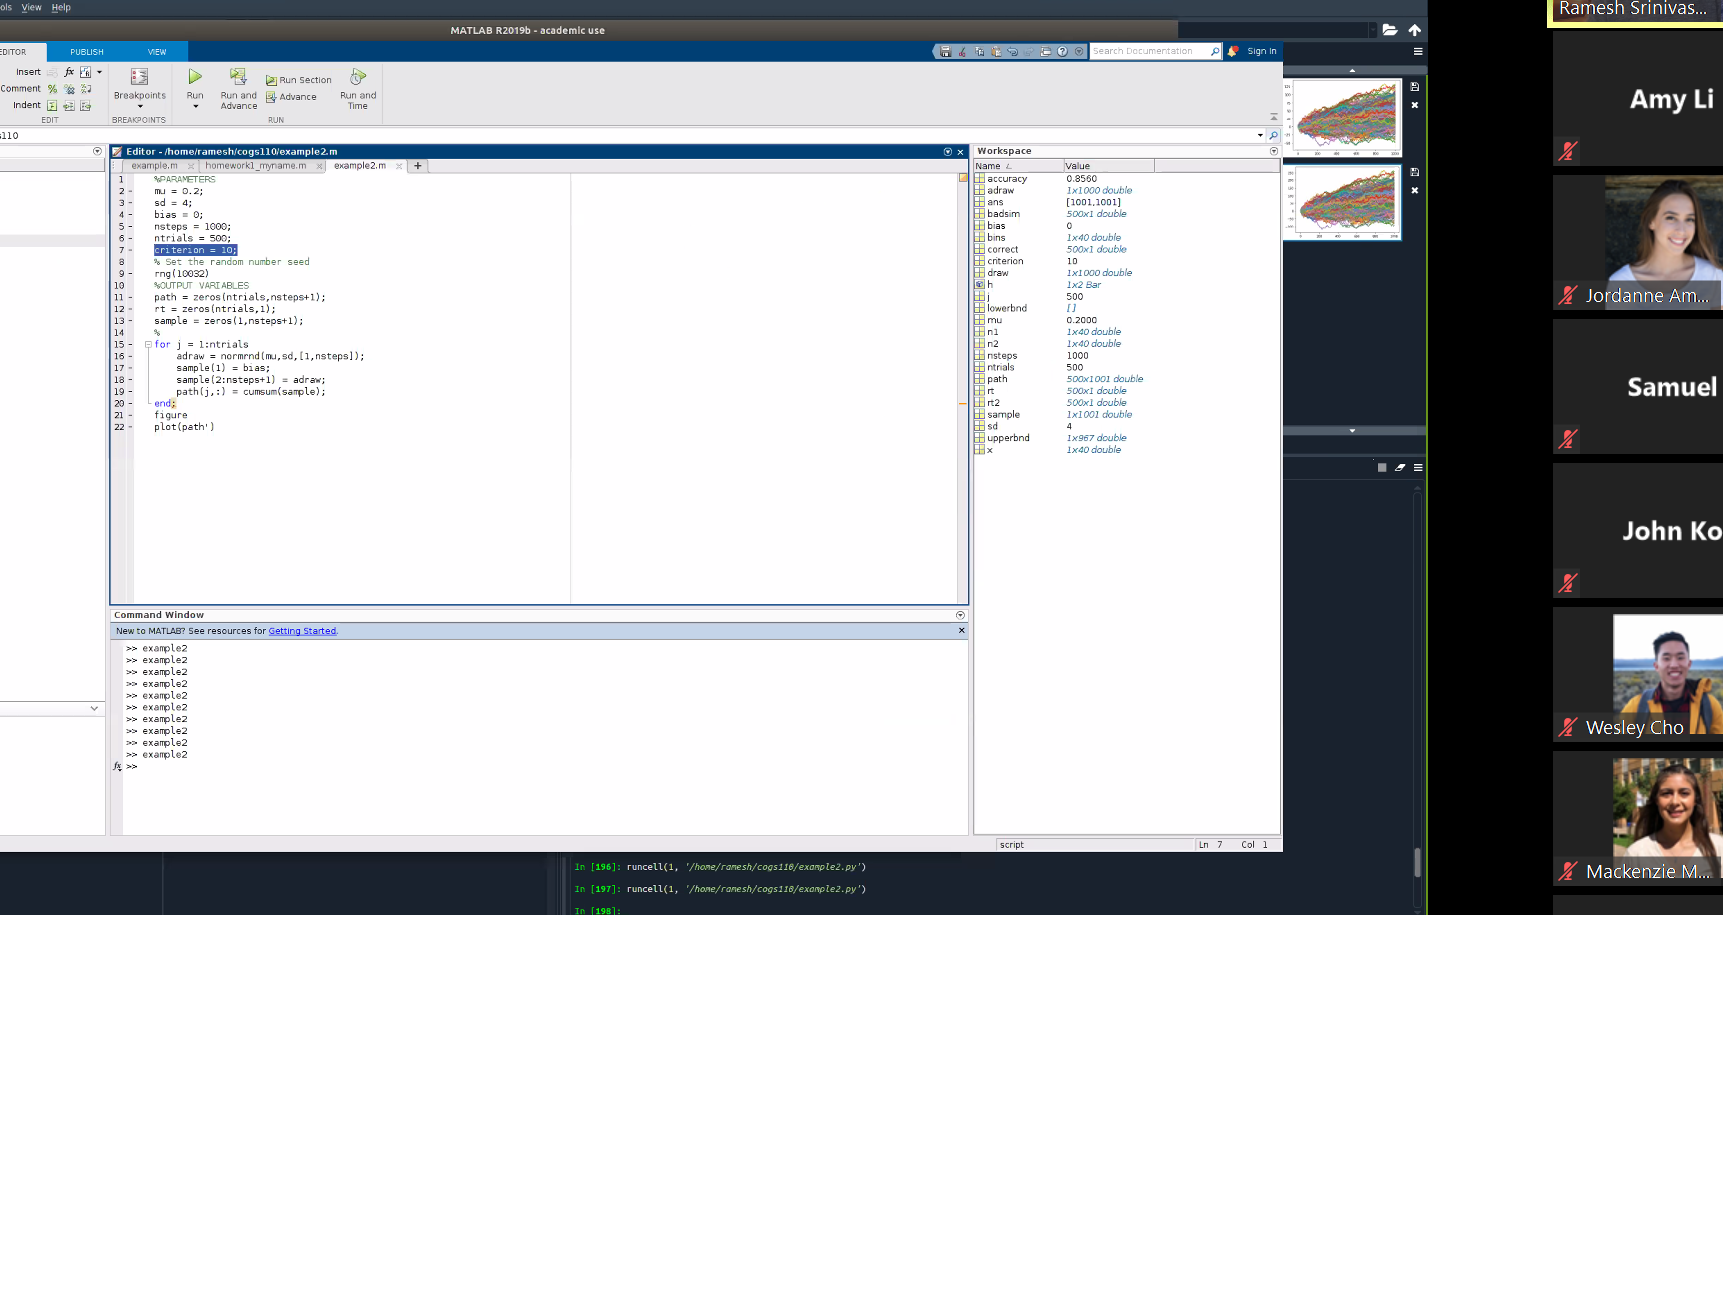 ols View Help
MATLAB R2019b - academic use
EDITOR PUBLISH VIEW
Search Documentation
Sign In
Insert fx
Comment %
Indent
EDIT
Breakpoints
BREAKPOINTS
Run
Run and
Advance
Run Section
Advance
Run and
Time
RUN
s110
Editor - /home/ramesh/cogs110/example2.m
example.m homework1_myname.m example2.m +
1 %PARAMETERS
2 - mu = 0.2;
3 - sd = 4;
4 - bias = 0;
5 - nsteps = 1000;
6 - ntrials = 500;
7 - criterion = 10;
8 % Set the random number seed
9 - rng(10032)
10 %OUTPUT VARIABLES
11 - path = zeros(ntrials,nsteps+1);
12 - rt = zeros(ntrials,1);
13 - sample = zeros(1,nsteps+1);
14 %
15 - for j = 1:ntrials
16 - adraw = normrnd(mu,sd,[1,nsteps]);
17 - sample(1) = bias;
18 - sample(2:nsteps+1) = adraw;
19 - path(j,:) = cumsum(sample);
20 - end;
21 - figure
22 - plot(path')
Command Window
New to MATLAB? See resources for Getting Started.
>> example2
>> example2
>> example2
>> example2
>> example2
>> example2
>> example2
>> example2
>> example2
>> example2
fx >>
Workspace
Name Value
accuracy 0.8560
adraw 1x1000 double
ans [1001,1001]
badsim 500x1 double
bias 0
bins 1x40 double
correct 500x1 double
criterion 10
draw 1x1000 double
h 1x2 Bar
j 500
lowerbnd []
mu 0.2000
n1 1x40 double
n2 1x40 double
nsteps 1000
ntrials 500
path 500x1001 double
rt 500x1 double
rt2 500x1 double
sample 1x1001 double
sd 4
upperbnd 1x967 double
x 1x40 double
script
Ln 7 Col 1
In [196]: runcell(1, '/home/ramesh/cogs110/example2.py')
In [197]: runcell(1, '/home/ramesh/cogs110/example2.py')
In [198]:
Ramesh Srinivas...
Amy Li
Jordanne Am...
Samuel
John Ko
Wesley Cho
Mackenzie M...